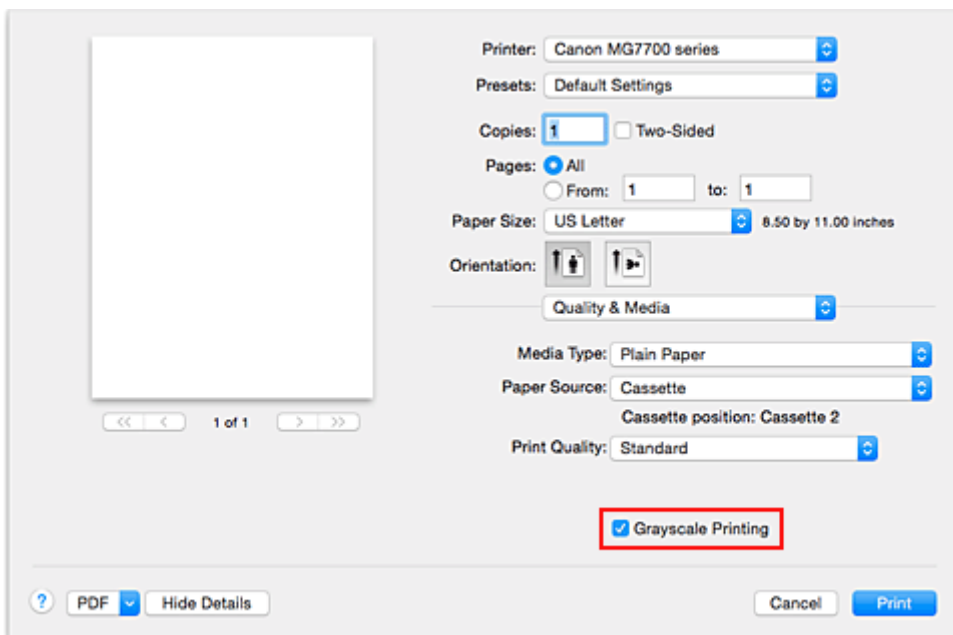 Printer: Canon MG7700 series
Presets: Default Settings
Copies: 1 Two-Sided
Pages: All
From: 1 to: 1
Paper Size: US Letter 8.50 by 11.00 inches
Orientation:
Quality & Media
Media Type: Plain Paper
Paper Source: Cassette
Cassette position: Cassette 2
<< < 1 of 1 > >>
Print Quality: Standard
Grayscale Printing
? PDF Hide Details Cancel Print